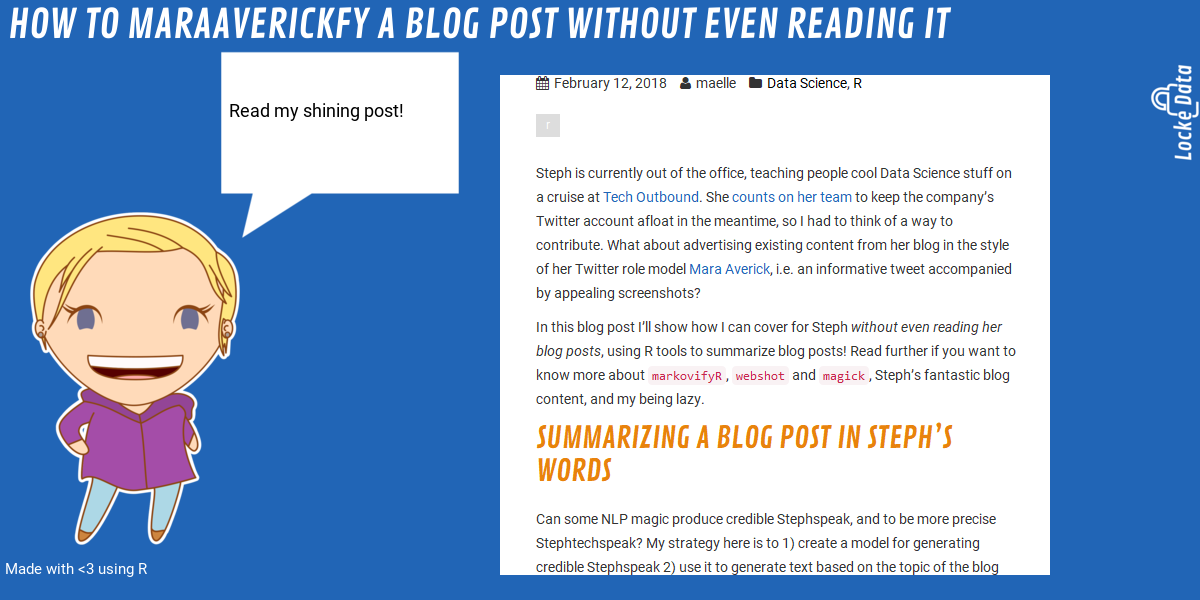 HOW TO MARAAVERICKFY A BLOG POST WITHOUT EVEN READING IT
Read my shining post!
February 12, 2018 maelle Data Science, R
r
Steph is currently out of the office, teaching people cool Data Science stuff on
a cruise at Tech Outbound. She counts on her team to keep the company’s
Twitter account afloat in the meantime, so I had to think of a way to
contribute. What about advertising existing content from her blog in the style
of her Twitter role model Mara Averick, i.e. an informative tweet accompanied
by appealing screenshots?
In this blog post I’ll show how I can cover for Steph without even reading her
blog posts, using R tools to summarize blog posts! Read further if you want to
know more about markovifyR, webshot and magick, Steph’s fantastic blog
content, and my being lazy.
SUMMARIZING A BLOG POST IN STEPH’S
WORDS
Can some NLP magic produce credible Stephspeak, and to be more precise
Stephtechspeak? My strategy here is to 1) create a model for generating
credible Stephspeak 2) use it to generate text based on the topic of the blog
Locke Data
Made with <3 using R